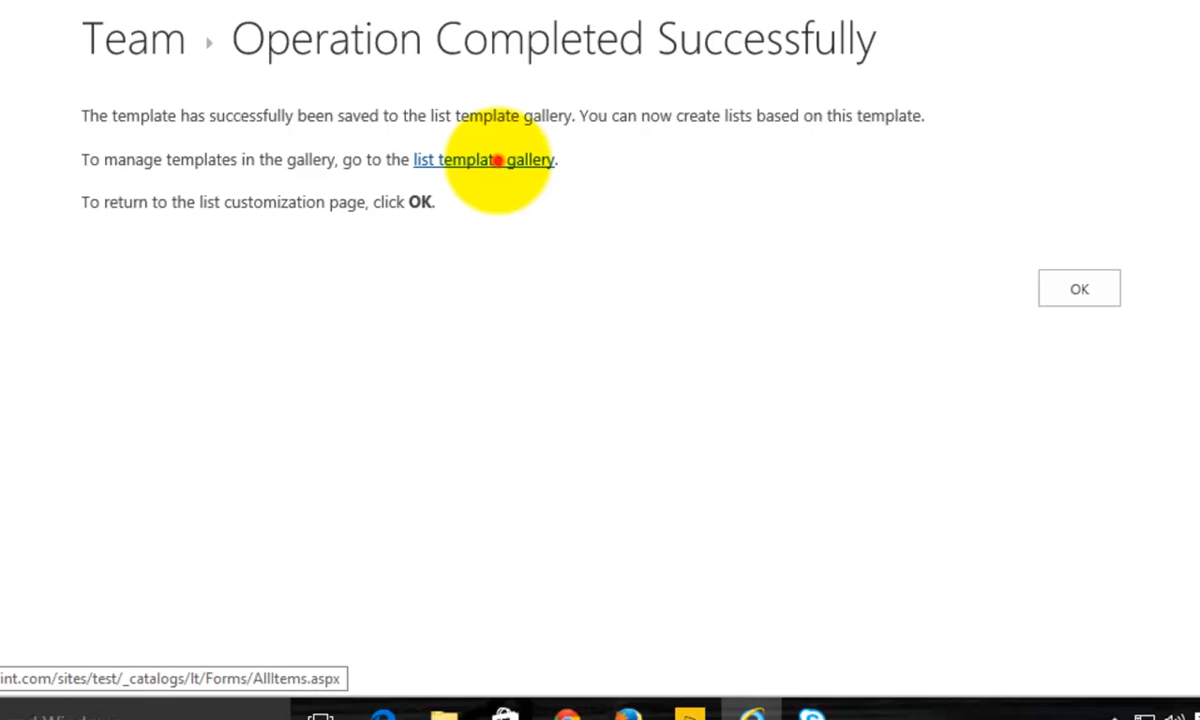 Team ▸ Operation Completed Successfully
The template has successfully been saved to the list template gallery. You can now create lists based on this template.
To manage templates in the gallery, go to the list template gallery.
To return to the list customization page, click OK.
OK
int.com/sites/test/_catalogs/lt/Forms/AllItems.aspx